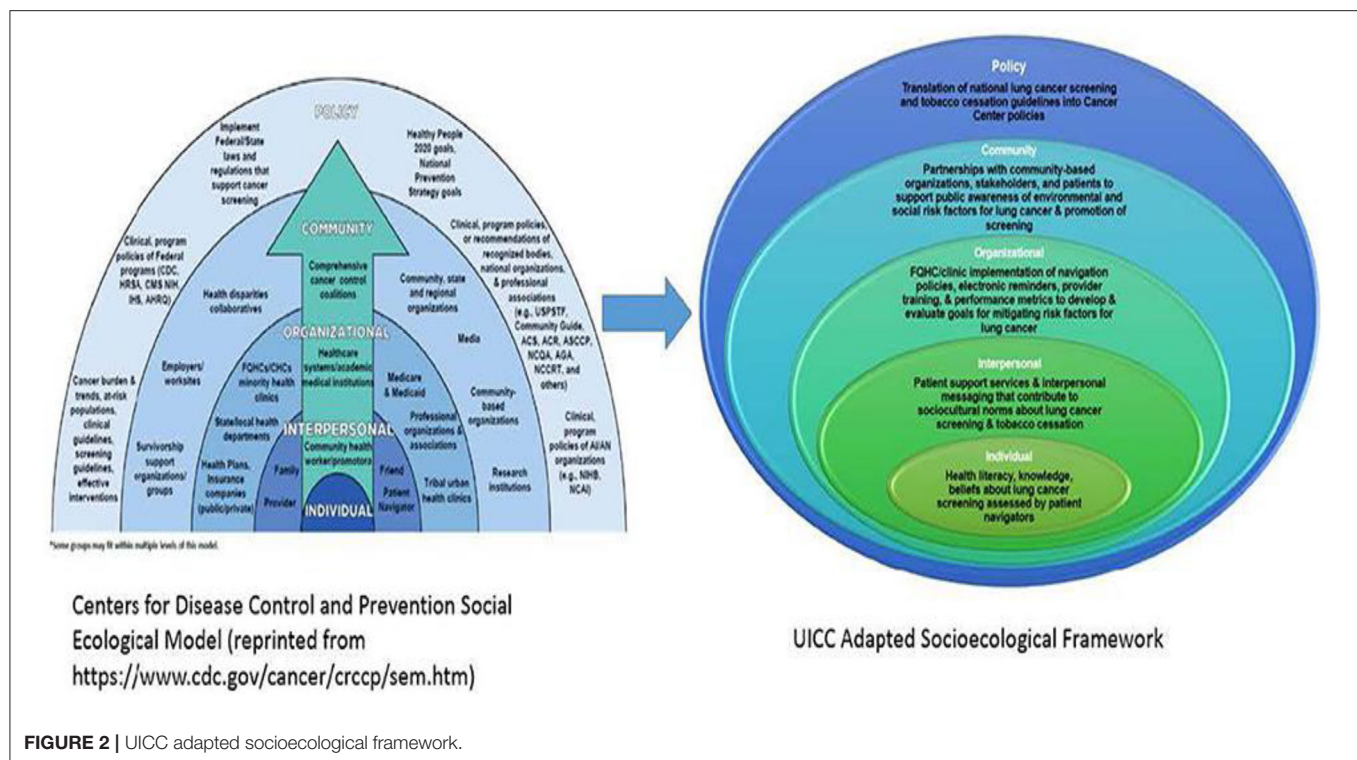 POLICY
Implement
Federal/State
laws and
regulations that
support cancer
screening
Healthy People
2020 goals,
National
Prevention
Strategy goals
Clinical, program
policies of Federal
programs (CDC,
HRSA, CMS NIH,
IHS, AHRQ)
Clinical, program policies,
or recommendations of
recognized bodies,
national organizations,
& professional
associations
(e.g., USPSTF,
Community Guide,
ACS, ACR, ASCCP,
NCQA, AGA,
NCCRT, and
others)
Cancer burden &
trends, at-risk
populations,
clinical
guidelines,
screening
guidelines,
effective
interventions
Clinical,
program
policies of AI/AN
organizations
(e.g., NIHB,
NCAI)
COMMUNITY
Comprehensive
cancer control
coalitions
Health disparities
collaboratives
Community, state
and regional
organizations
Media
Employers/
worksites
Community-
based
organizations
Survivorship
support
organizations/
groups
Research
institutions
ORGANIZATIONAL
Healthcare
systems/academic
medical institutions
FQHCs/CHCs
minority health
clinics
Medicare
& Medicaid
State/local health
departments
Professional
organizations &
associations
Health Plans,
Insurance
companies
(public/private)
Tribal urban
health clinics
INTERPERSONAL
Community health
worker/promotora
Family
Friend
Provider
Patient
Navigator
INDIVIDUAL
*Some groups may fit within multiple levels of this model.
Centers for Disease Control and Prevention Social
Ecological Model (reprinted from
https://www.cdc.gov/cancer/crccp/sem.htm)
Policy
Translation of national lung cancer screening
and tobacco cessation guidelines into Cancer
Center policies
Community
Partnerships with community-based
organizations, stakeholders, and patients to
support public awareness of environmental and
social risk factors for lung cancer & promotion of
screening
Organizational
FQHC/clinic implementation of navigation
policies, electronic reminders, provider
training, & performance metrics to develop &
evaluate goals for mitigating risk factors for
lung cancer
Interpersonal
Patient support services & interpersonal
messaging that contribute to
sociocultural norms about lung cancer
screening & tobacco cessation
Individual
Health literacy, knowledge,
beliefs about lung cancer
screening assessed by patient
navigators
UICC Adapted Socioecological Framework
FIGURE 2 | UICC adapted socioecological framework.